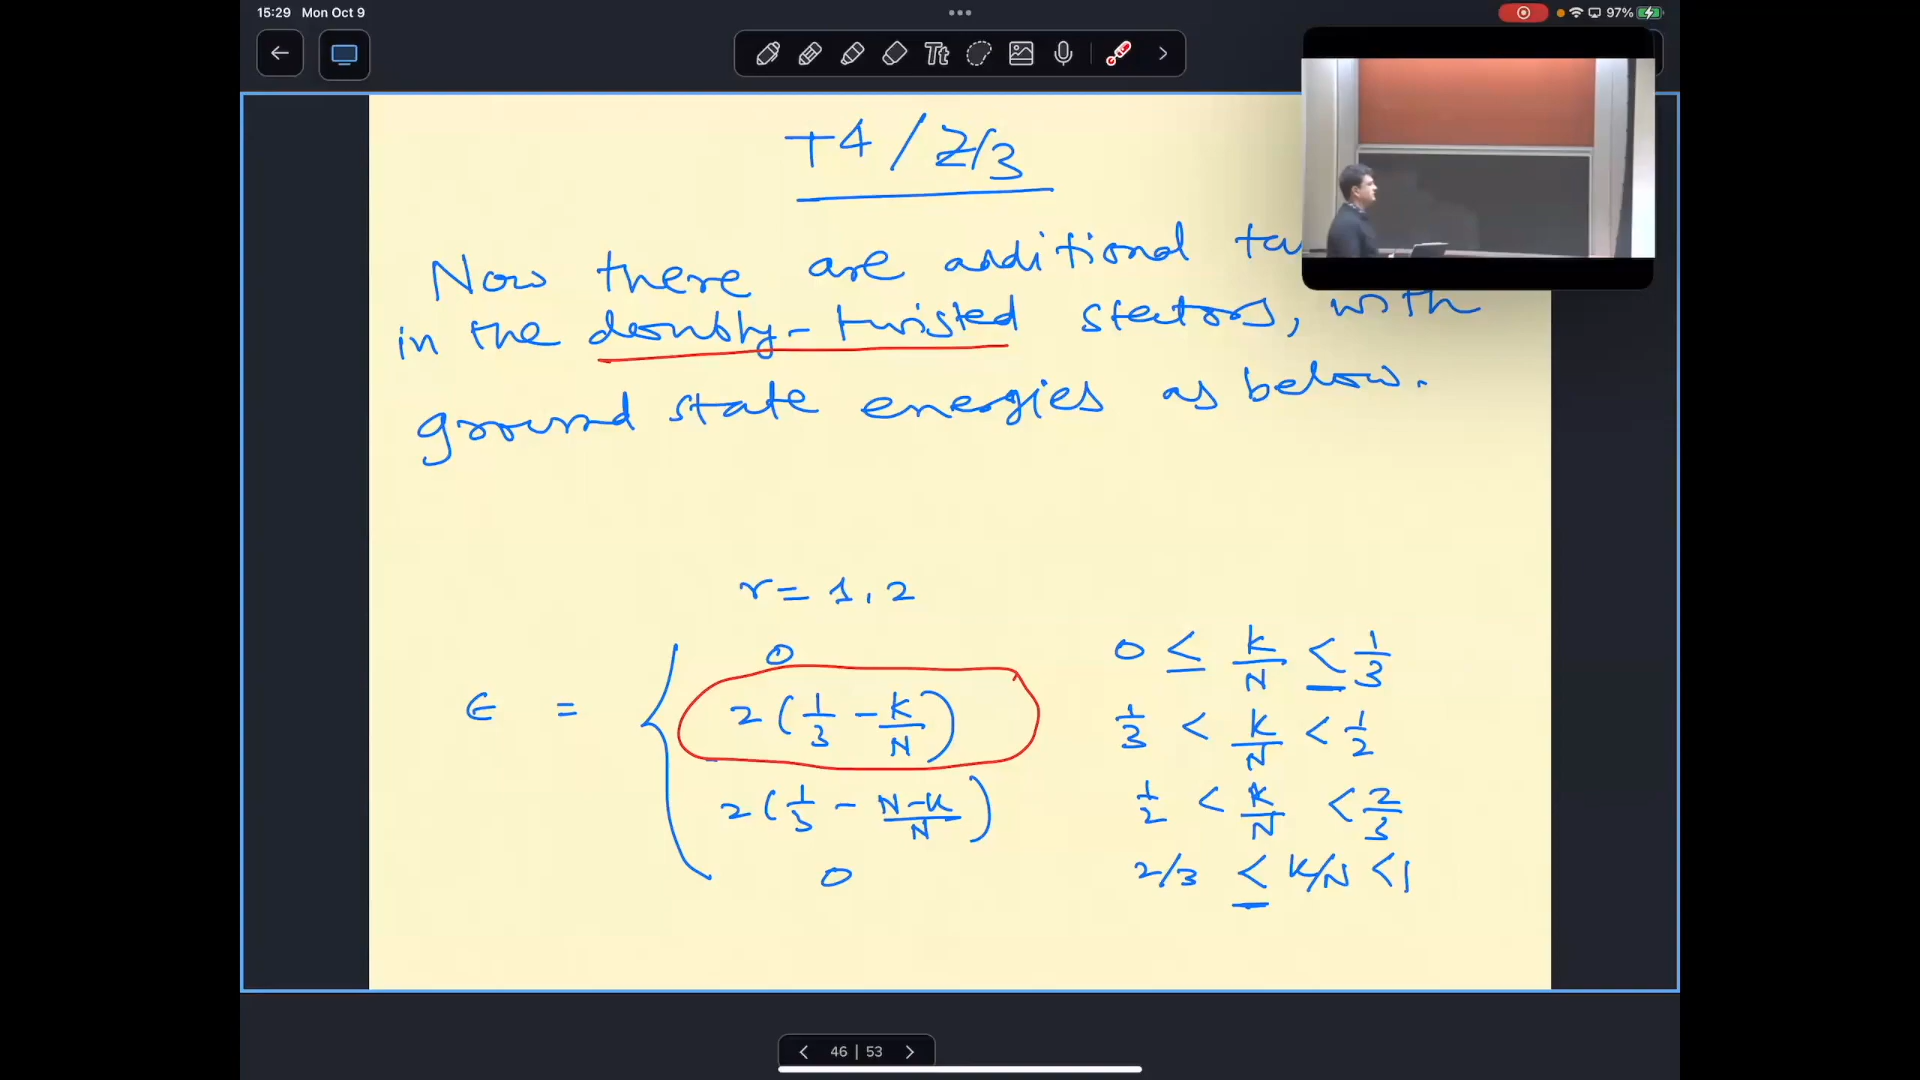 15:29 Mon Oct 9
97%
Tt
T4 / Z/3
Now there are additional
in the doubly-twisted sectors, with
ground state energies as below.
r = 1, 2
ϵ =
0 0 ≤ k/N ≤ 1/3
2(1/3 - k/N) 1/3 < k/N < 1/2
2(1/3 - N-k/N) 1/2 < k/N < 2/3
0 2/3 ≤ k/N < 1
46 | 53